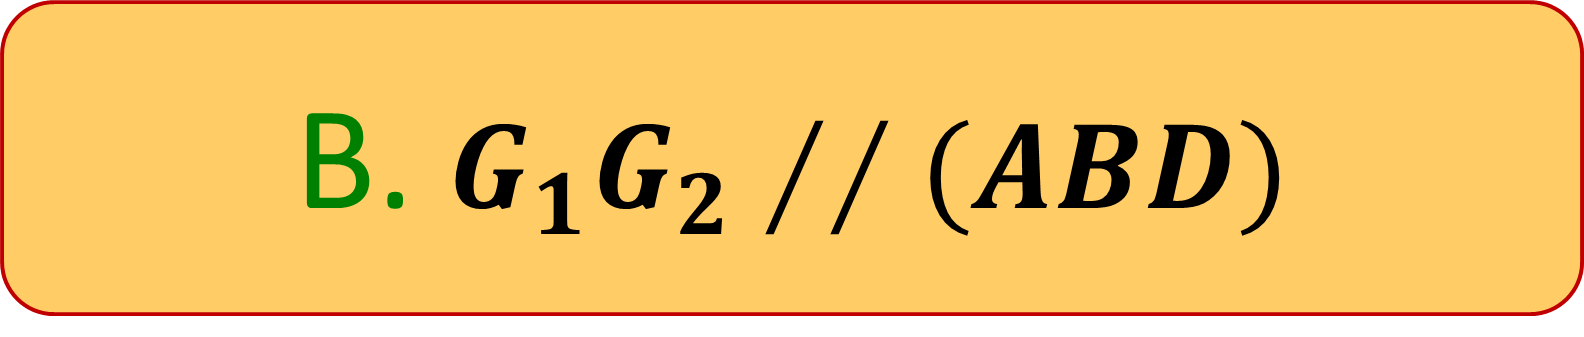 B. G₁G₂ // (ABD)